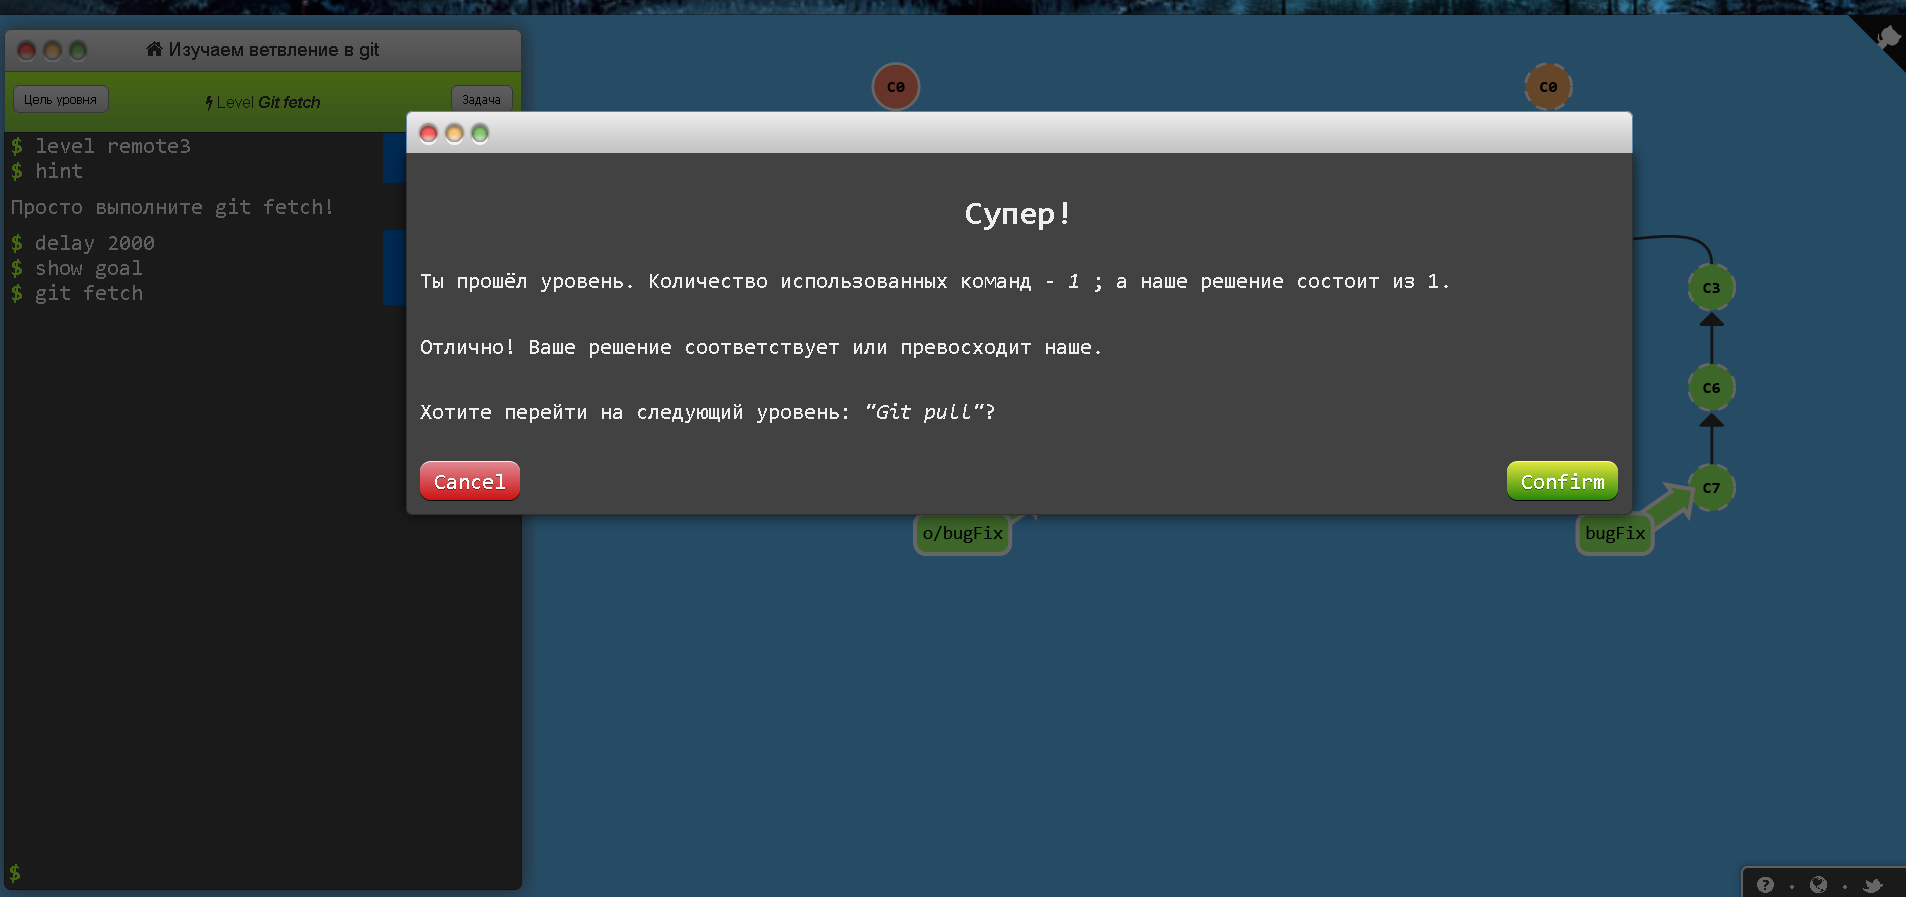 Изучаем ветвление в git
Цель уровня
Level Git fetch
Задача
$ level remote3
$ hint
Просто выполните git fetch!
$ delay 2000
$ show goal
$ git fetch
$
C0
C0
Супер!
Ты прошёл уровень. Количество использованных команд - 1 ; а наше решение состоит из 1.
Отлично! Ваше решение соответствует или превосходит наше.
Хотите перейти на следующий уровень: "Git pull"?
Cancel
Confirm
C3
C6
C7
o/bugFix
bugFix